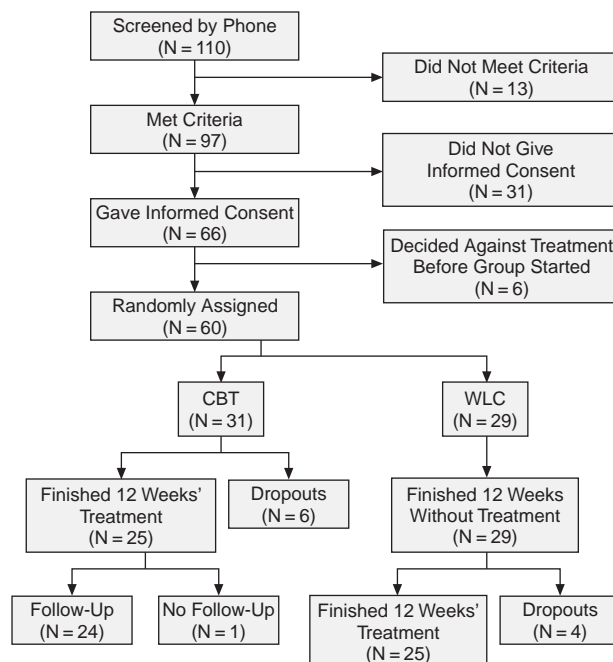 Screened by Phone
(N = 110)
Did Not Meet Criteria
(N = 13)
Met Criteria
(N = 97)
Did Not Give
Informed Consent
(N = 31)
Gave Informed Consent
(N = 66)
Decided Against Treatment
Before Group Started
(N = 6)
Randomly Assigned
(N = 60)
CBT
(N = 31)
WLC
(N = 29)
Finished 12 Weeks'
Treatment
(N = 25)
Dropouts
(N = 6)
Finished 12 Weeks
Without Treatment
(N = 29)
Follow-Up
(N = 24)
No Follow-Up
(N = 1)
Finished 12 Weeks'
Treatment
(N = 25)
Dropouts
(N = 4)